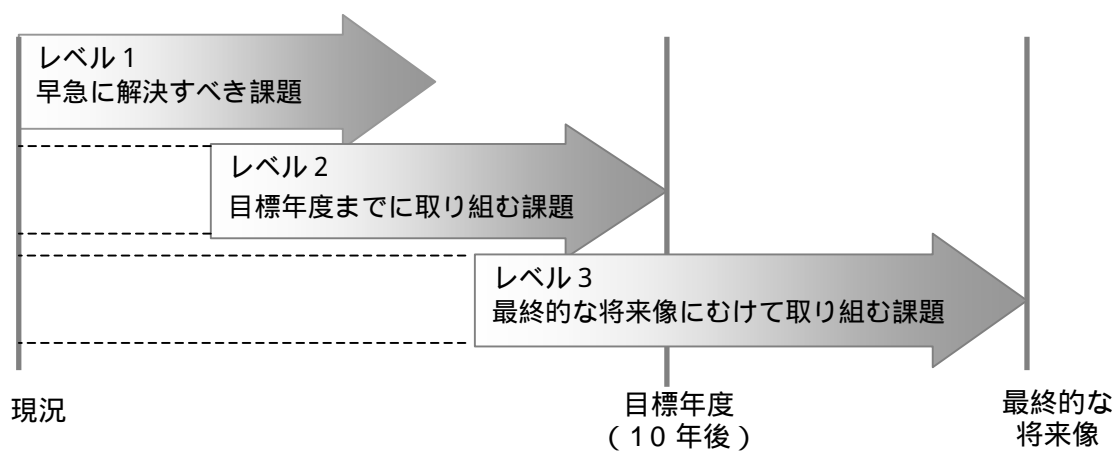 レベル1
早急に解決すべき課題
レベル2
目標年度までに取り組む課題
レベル3
最終的な将来像にむけて取り組む課題
現況
目標年度
(10年後)
最終的な
将来像